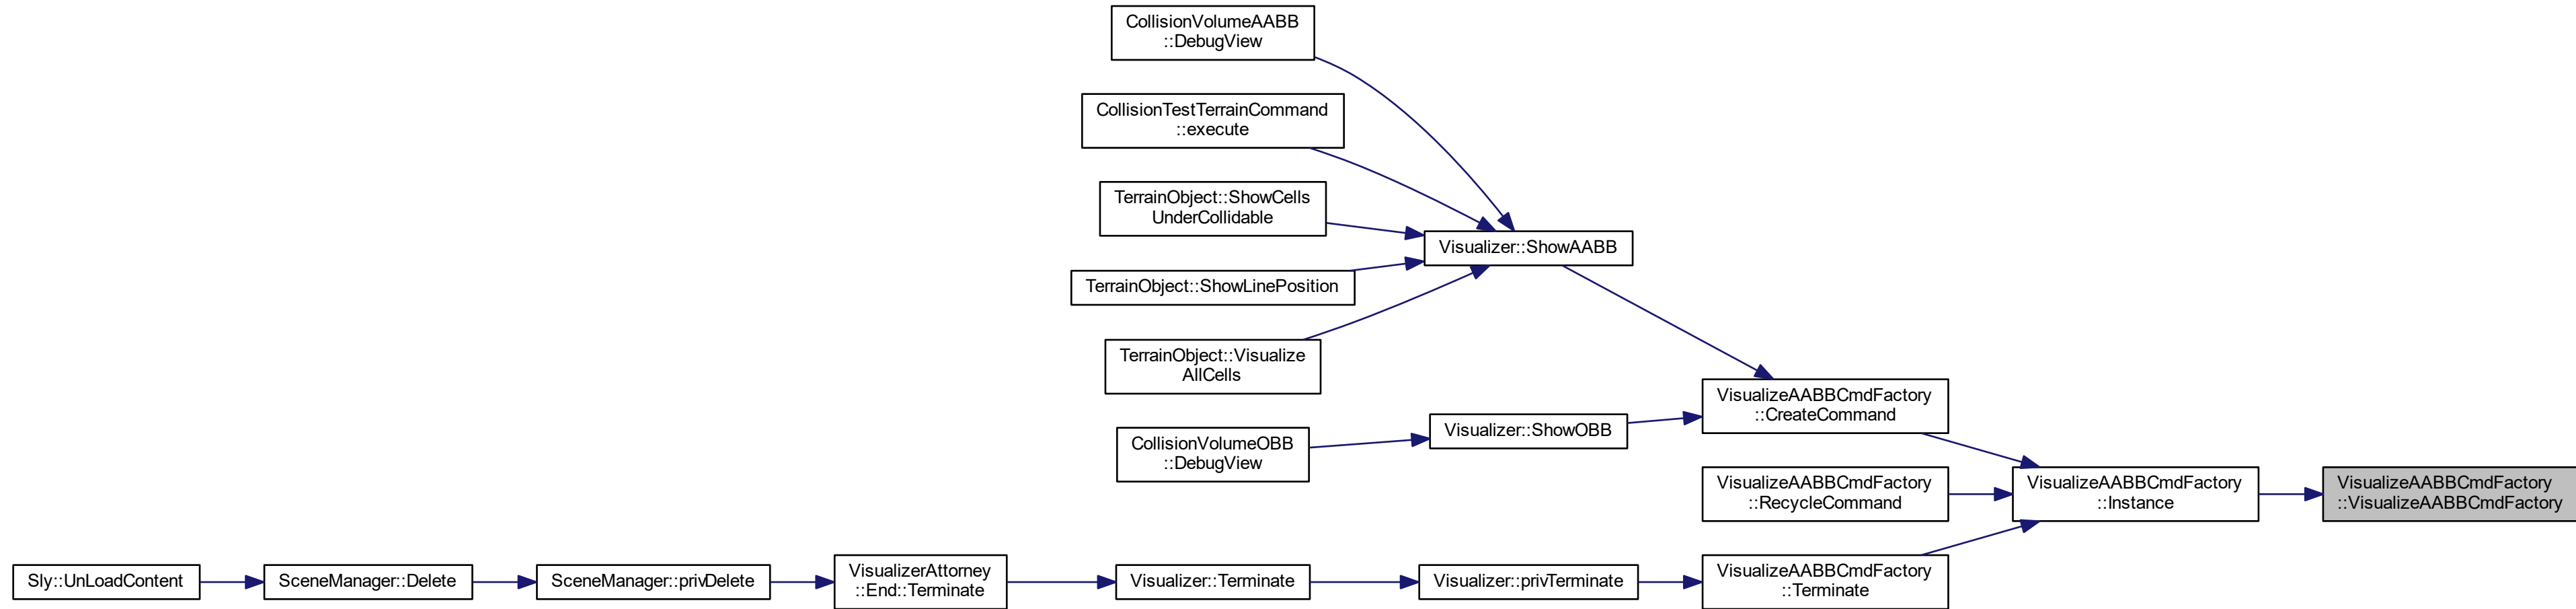 CollisionVolumeAABB
::DebugView
CollisionTestTerrainCommand
::execute
TerrainObject::ShowCells
UnderCollidable
Visualizer::ShowAABB
TerrainObject::ShowLinePosition
TerrainObject::Visualize
AllCells
VisualizeAABBCmdFactory
::CreateCommand
Visualizer::ShowOBB
CollisionVolumeOBB
::DebugView
VisualizeAABBCmdFactory
::RecycleCommand
VisualizeAABBCmdFactory
::Instance
VisualizeAABBCmdFactory
::VisualizeAABBCmdFactory
Sly::UnLoadContent
SceneManager::Delete
SceneManager::privDelete
VisualizerAttorney
::End::Terminate
Visualizer::Terminate
Visualizer::privTerminate
VisualizeAABBCmdFactory
::Terminate